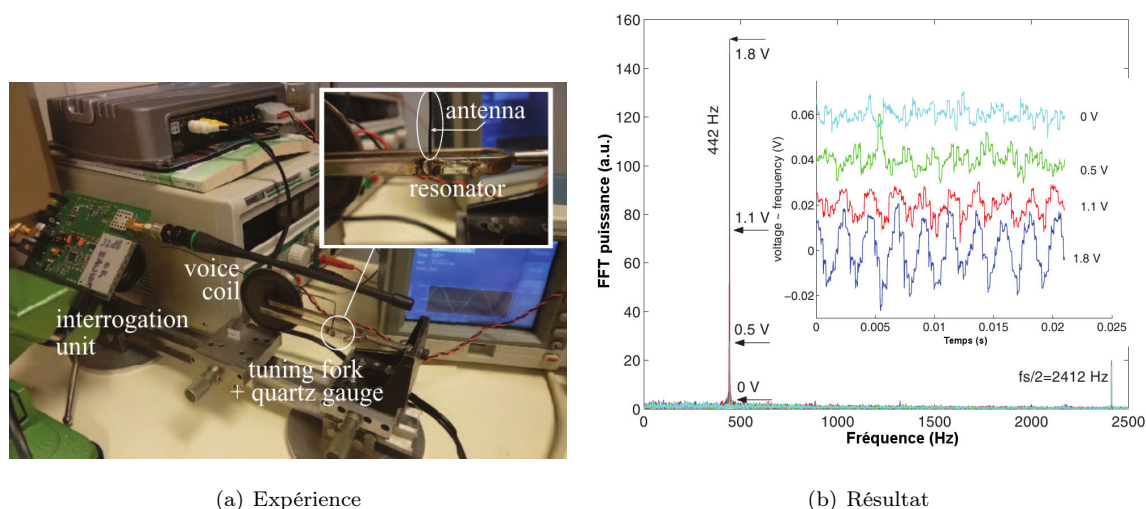 antenna
resonator
voice
coil
interrogation
unit
tuning fork
+ quartz gauge
(a) Expérience
160
140
120
100
80
60
40
20
0
FFT puissance (a.u.)
0
500
1000
1500
2000
2500
Fréquence (Hz)
442 Hz
1.8 V
1.1 V
0.5 V
0 V
fs/2=2412 Hz
voltage ~ frequency (V)
0.06
0.04
0.02
0
−0.02
0
0.005
0.01
0.015
0.02
0.025
Temps (s)
0 V
0.5 V
1.1 V
1.8 V
(b) Résultat